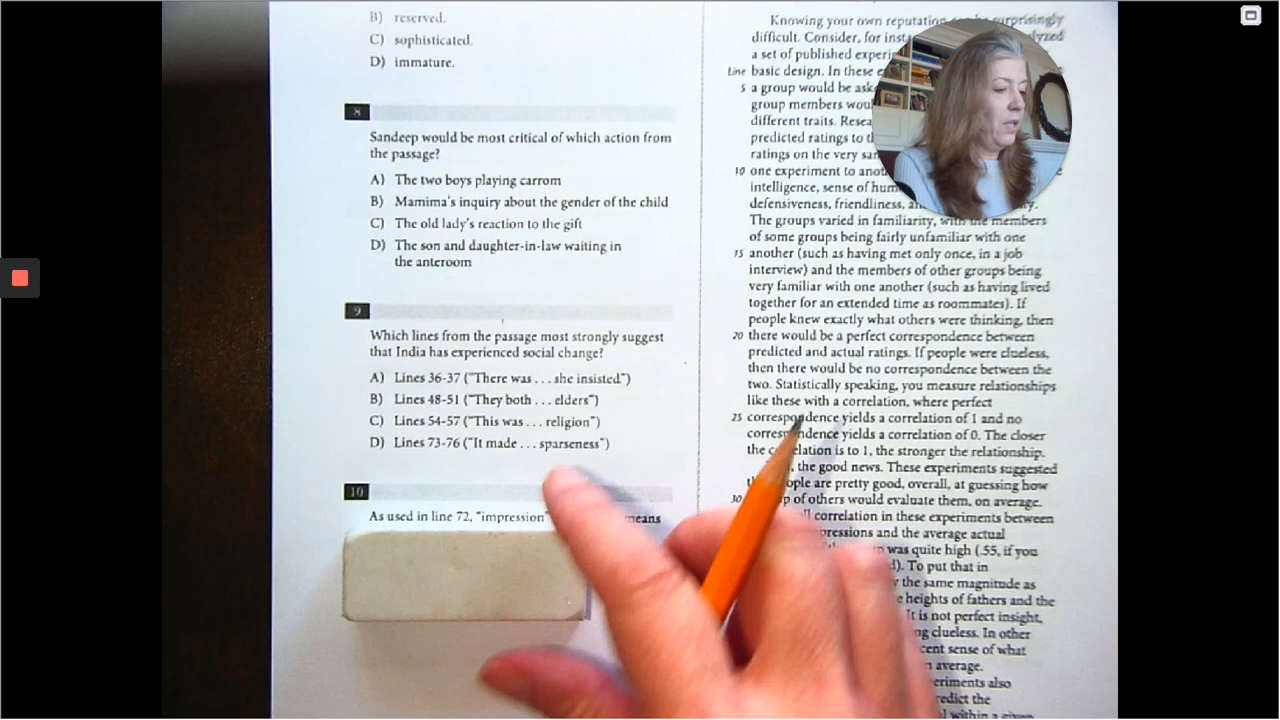 B) reserved.
C) sophisticated.
D) immature.
8
Sandeep would be most critical of which action from
the passage?
A) The two boys playing carrom
B) Mamima's inquiry about the gender of the child
C) The old lady's reaction to the gift
D) The son and daughter-in-law waiting in
the anteroom
9
Which lines from the passage most strongly suggest
that India has experienced social change?
A) Lines 36-37 ("There was . . . she insisted")
B) Lines 48-51 ("They both . . . elders")
C) Lines 54-57 ("This was . . . religion")
D) Lines 73-76 ("It made . . . sparseness")
10
As used in line 72, "impression" means
Knowing your own reputation surprisingly
difficult. Consider, for
a set of published
Line basic design. In these
5 a group would be
group members
different traits.
predicted ratings to
ratings on the very
10 one experiment to
intelligence, sense of
defensiveness, friendliness,
The groups varied in familiarity, with the members
of some groups being fairly unfamiliar with one
15 another (such as having met only once, in a job
interview) and the members of other groups being
very familiar with one another (such as having lived
together for an extended time as roommates). If
people knew exactly what others were thinking, then
20 there would be a perfect correspondence between
predicted and actual ratings. If people were clueless,
then there would be no correspondence between the
two. Statistically speaking, you measure relationships
like these with a correlation, where perfect
25 correspondence yields a correlation of 1 and no
correspondence yields a correlation of 0. The closer
the correlation is to 1, the stronger the relationship.
the good news. These experiments suggested
people are pretty good, overall, at guessing how
30 of others would evaluate them, on average.
correlation in these experiments between
and the average actual
was quite high (.55, if you
To put that in
the same magnitude as
heights of fathers and the
It is not perfect insight,
clueless. In other
sense of what
average.
also
the
within a given